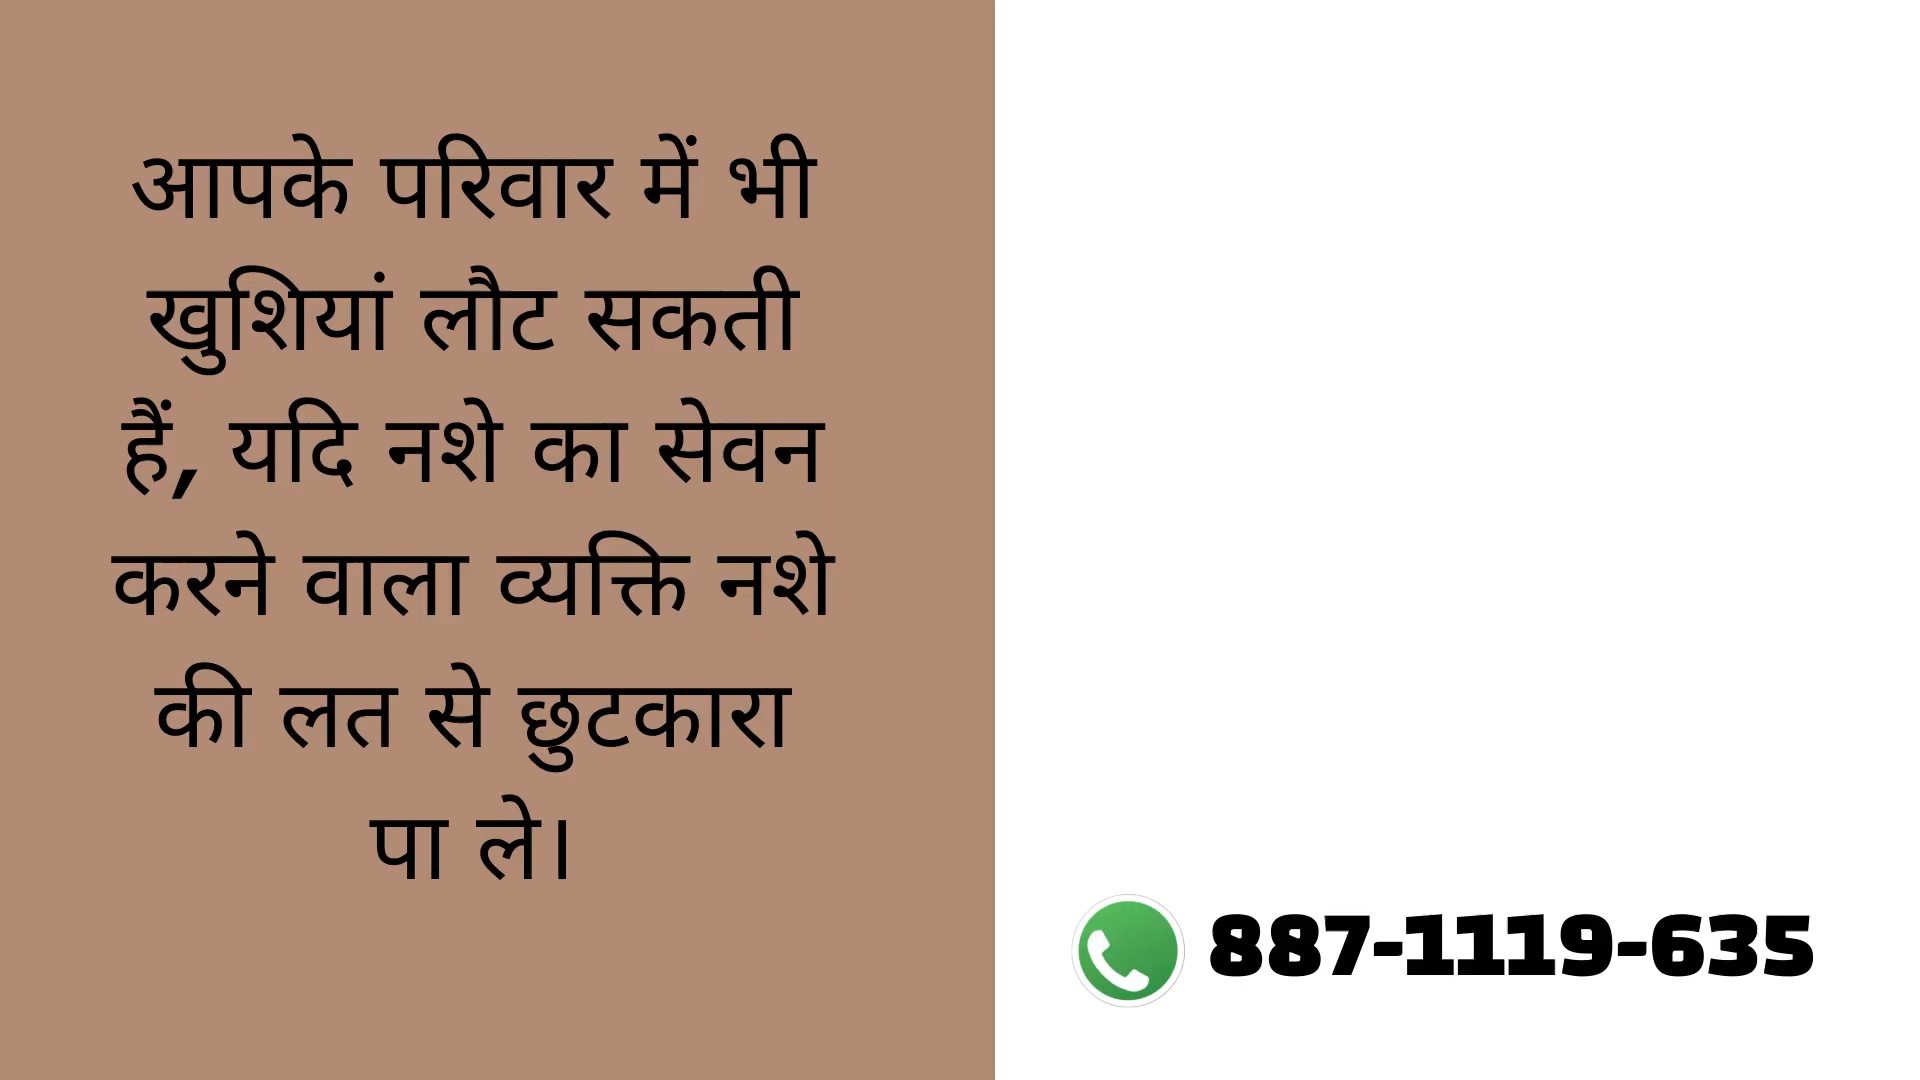 आपके परिवार में भी
खुशियां लौट सकती
हैं, यदि नशे का सेवन
करने वाला व्यक्ति नशे
की लत से छुटकारा
पा ले।
887-1119-635